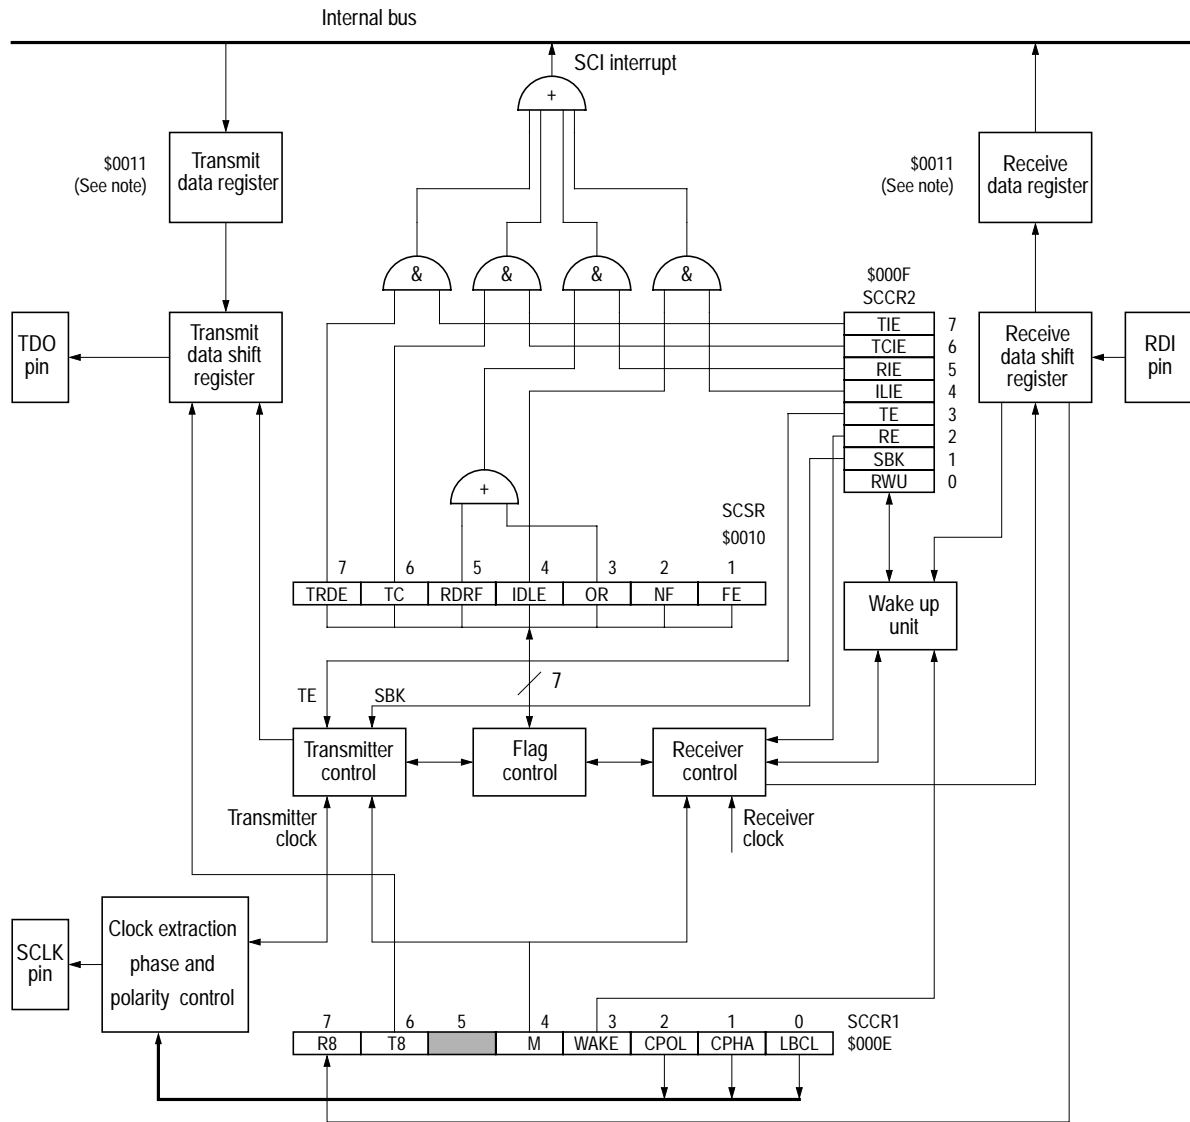 Internal bus
SCI interrupt
+
$0011
(See note)
Transmit
data register
$0011
(See note)
Receive
data register
&
&
&
&
$000F
SCCR2
TDO
pin
Transmit
data shift
register
TIE 7
TCIE 6
RIE 5
ILIE 4
TE 3
RE 2
SBK 1
RWU 0
Receive
data shift
register
RDI
pin
+
SCSR
$0010
7 6 5 4 3 2 1
TRDE TC RDRF IDLE OR NF FE
Wake up
unit
7
TE SBK
Transmitter
control
Flag
control
Receiver
control
Transmitter
clock
Receiver
clock
SCLK
pin
Clock extraction
phase and
polarity control
7 6 5 4 3 2 1 0 SCCR1
R8 T8 M WAKE CPOL CPHA LBCL $000E